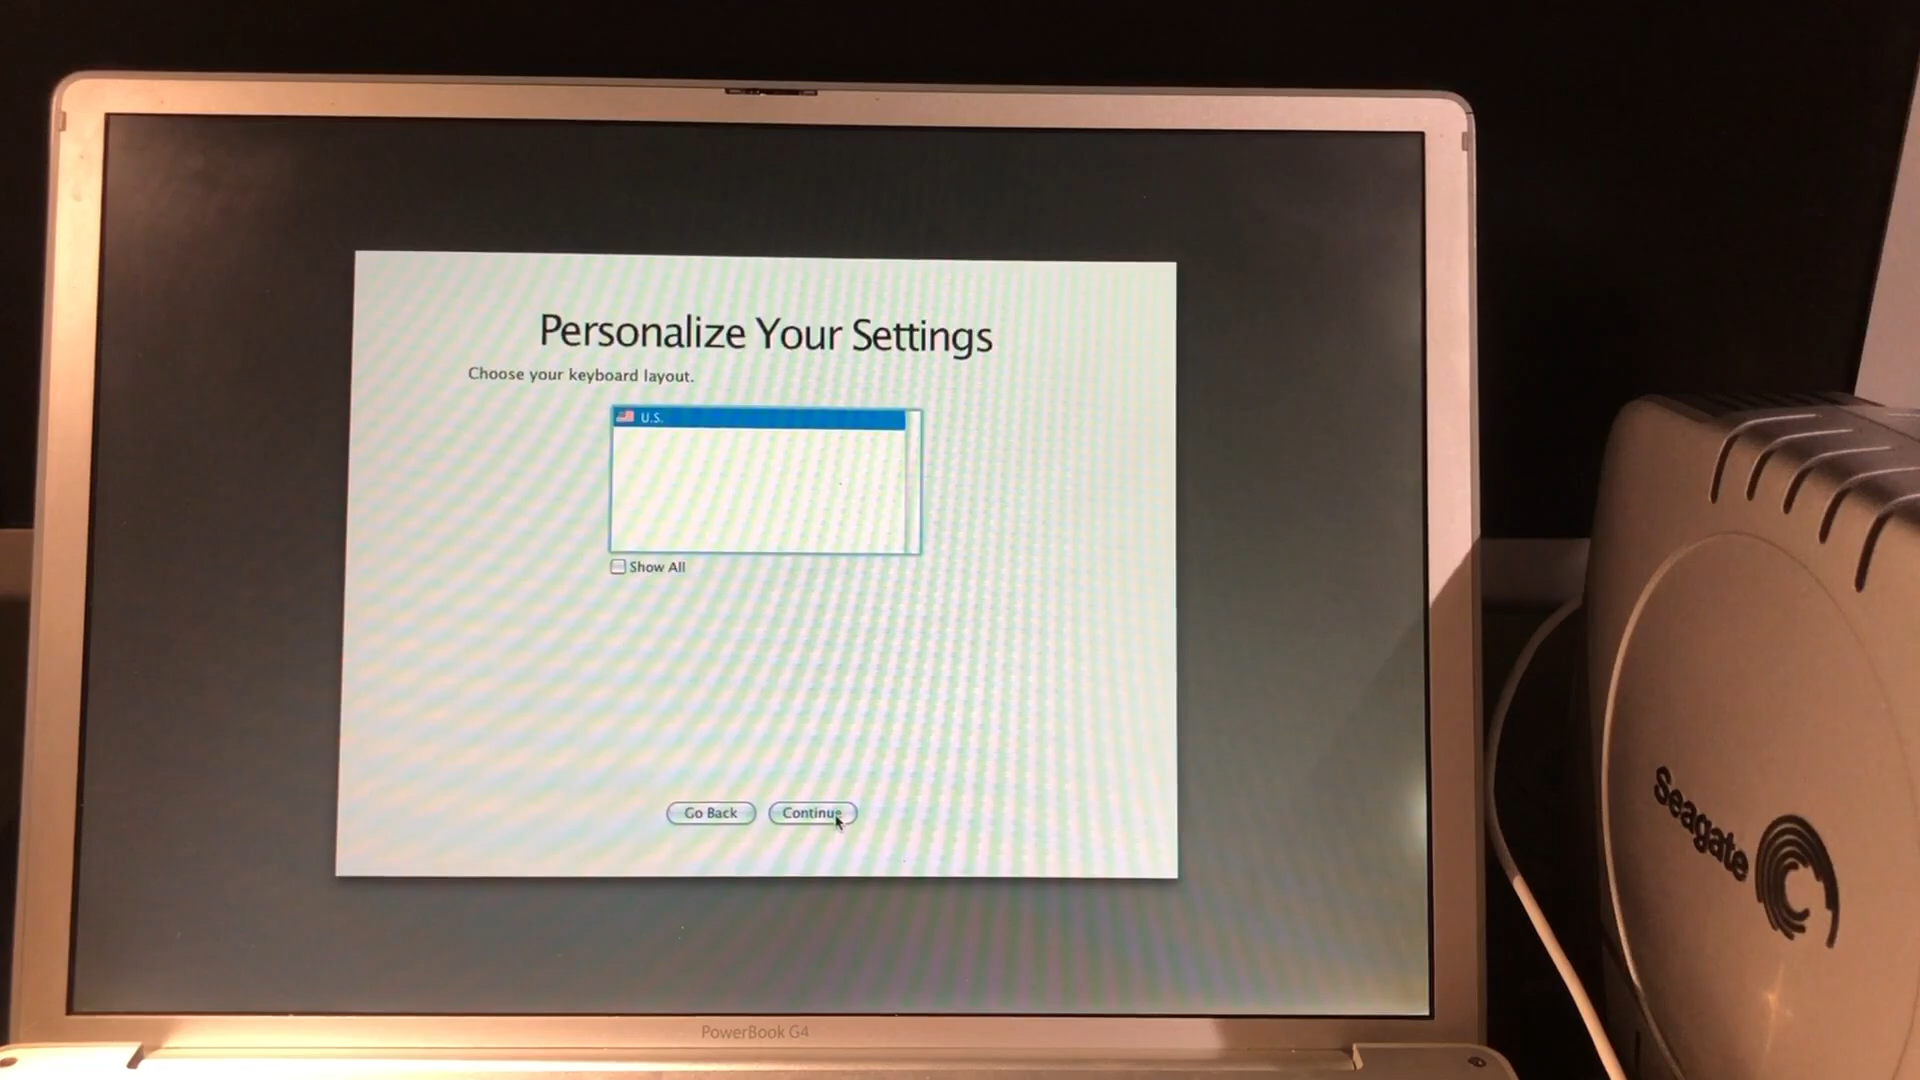 Personalize Your Settings
Choose your keyboard layout.
U.S.
Show All
Go Back
Continue
PowerBook G4
Seagate